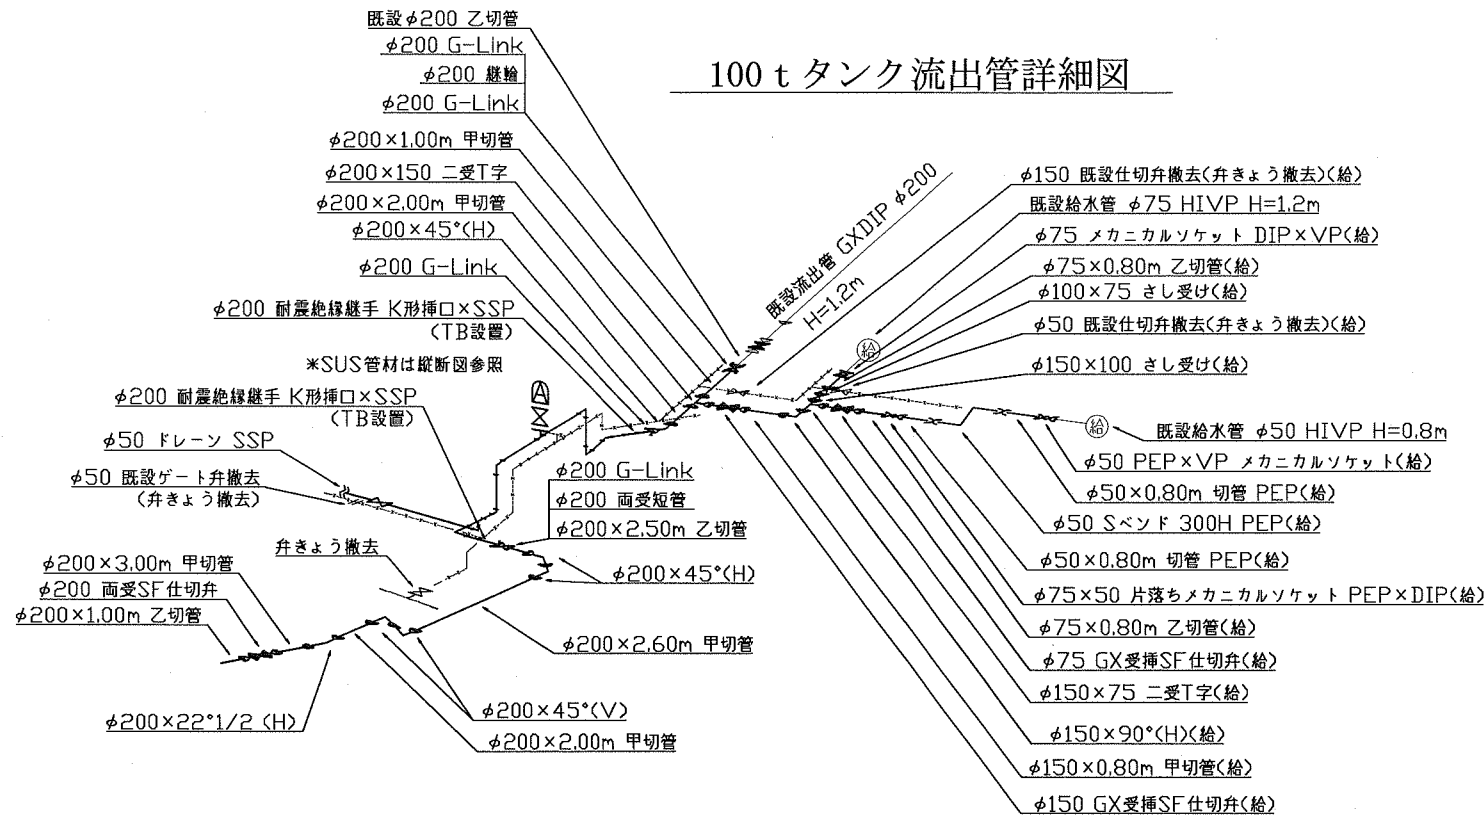 100tタンク流出管詳細図
既設φ200 乙切管
φ200 G-Link
φ200 継輪
φ200 G-Link
φ200×1.00m 甲切管
φ200×150 二受T字
φ200×2.00m 甲切管
φ200×45°(H)
φ200 G-Link
φ200 耐震絶縁継手 K形挿口×SSP
(TB設置)
*SUS管材は縦断図参照
φ200 耐震絶縁継手 K形挿口×SSP
(TB設置)
φ50 ドレーン SSP
φ50 既設ゲート弁撤去
(弁きょう撤去)
弁きょう撤去
φ200×3.00m 甲切管
φ200 両受SF仕切弁
φ200×1.00m 乙切管
φ200×22°1/2 (H)
A
φ200 G-Link
φ200 両受短管
φ200×2.50m 乙切管
φ200×45°(H)
φ200×2.60m 甲切管
φ200×45°(V)
φ200×2.00m 甲切管
既設流出管 GXDIP φ200
H=1.2m
給
給
φ150 既設仕切弁撤去(弁きょう撤去)(給)
既設給水管 φ75 HIVP H=1.2m
φ75 メカニカルソケット DIP×VP(給)
φ75×0.80m 乙切管(給)
φ100×75 さし受け(給)
φ50 既設仕切弁撤去(弁きょう撤去)(給)
φ150×100 さし受け(給)
既設給水管 φ50 HIVP H=0.8m
φ50 PEP×VP メカニカルソケット(給)
φ50×0.80m 切管 PEP(給)
φ50 Sベンド 300H PEP(給)
φ50×0.80m 切管 PEP(給)
φ75×50 片落ちメカニカルソケット PEP×DIP(給)
φ75×0.80m 乙切管(給)
φ75 GX受挿SF仕切弁(給)
φ150×75 二受T字(給)
φ150×90°(H)(給)
φ150×0.80m 甲切管(給)
φ150 GX受挿SF仕切弁(給)